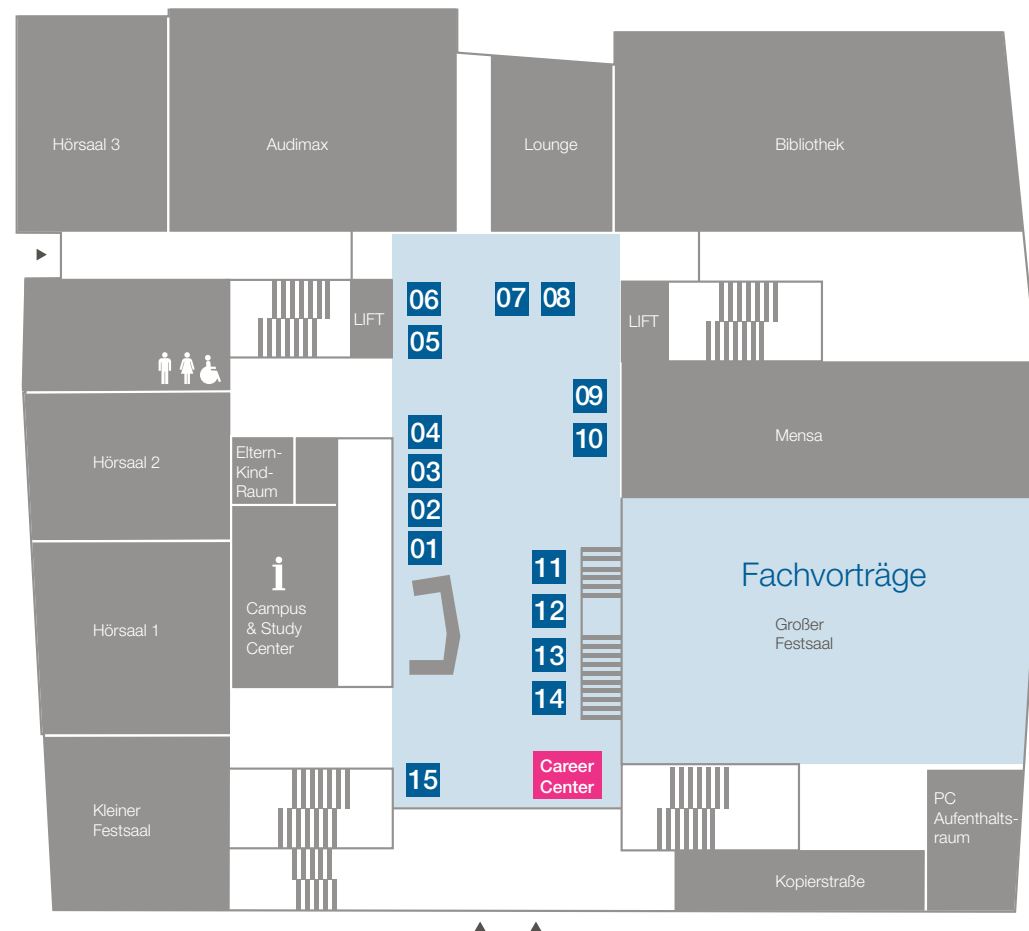 Hörsaal 3
Audimax
Lounge
Bibliothek
06
07
08
LIFT
LIFT
05
09
04
10
Mensa
Eltern-
Kind-
Raum
Hörsaal 2
03
02
01
11
Fachvorträge
i
Campus
& Study
Center
12
Großer
Festsaal
Hörsaal 1
13
14
15
Career
Center
Kleiner
Festsaal
PC
Aufenthalts-
raum
Kopierstraße